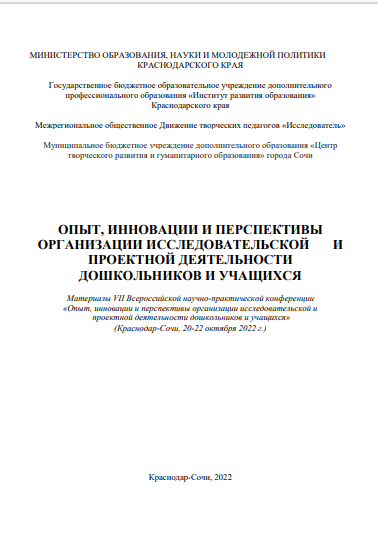 МИНИСТЕРСТВО ОБРАЗОВАНИЯ, НАУКИ И МОЛОДЕЖНОЙ ПОЛИТИКИ
КРАСНОДАРСКОГО КРАЯ
Государственное бюджетное образовательное учреждение дополнительного
профессионального образования «Институт развития образования»
Краснодарского края
Межрегиональное общественное Движение творческих педагогов «Исследователь»
Муниципальное бюджетное учреждение дополнительного образования «Центр
творческого развития и гуманитарного образования» города Сочи
ОПЫТ, ИННОВАЦИИ И ПЕРСПЕКТИВЫ
ОРГАНИЗАЦИИ ИССЛЕДОВАТЕЛЬСКОЙ И
ПРОЕКТНОЙ ДЕЯТЕЛЬНОСТИ
ДОШКОЛЬНИКОВ И УЧАЩИХСЯ
Материалы VII Всероссийской научно-практической конференции
«Опыт, инновации и перспективы организации исследовательской и
проектной деятельности дошкольников и учащихся»
(Краснодар-Сочи, 20-22 октября 2022 г.)
Краснодар-Сочи, 2022